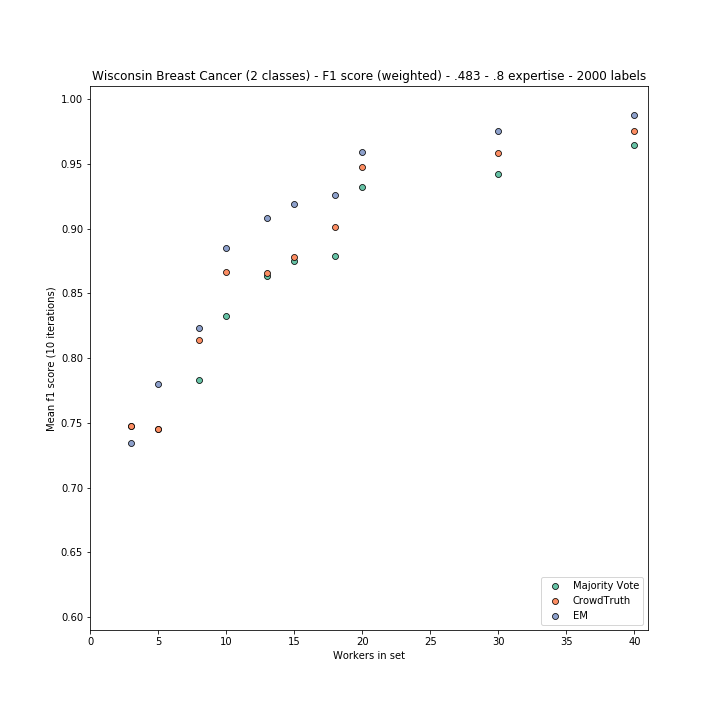 Wisconsin Breast Cancer (2 classes) - F1 score (weighted) - .483 - .8 expertise - 2000 labels
1.00
0.95
0.90
0.85
0.80
0.75
0.70
0.65
0.60
Mean f1 score (10 iterations)
Majority Vote
CrowdTruth
EM
0 5 10 15 20 25 30 35 40
Workers in set